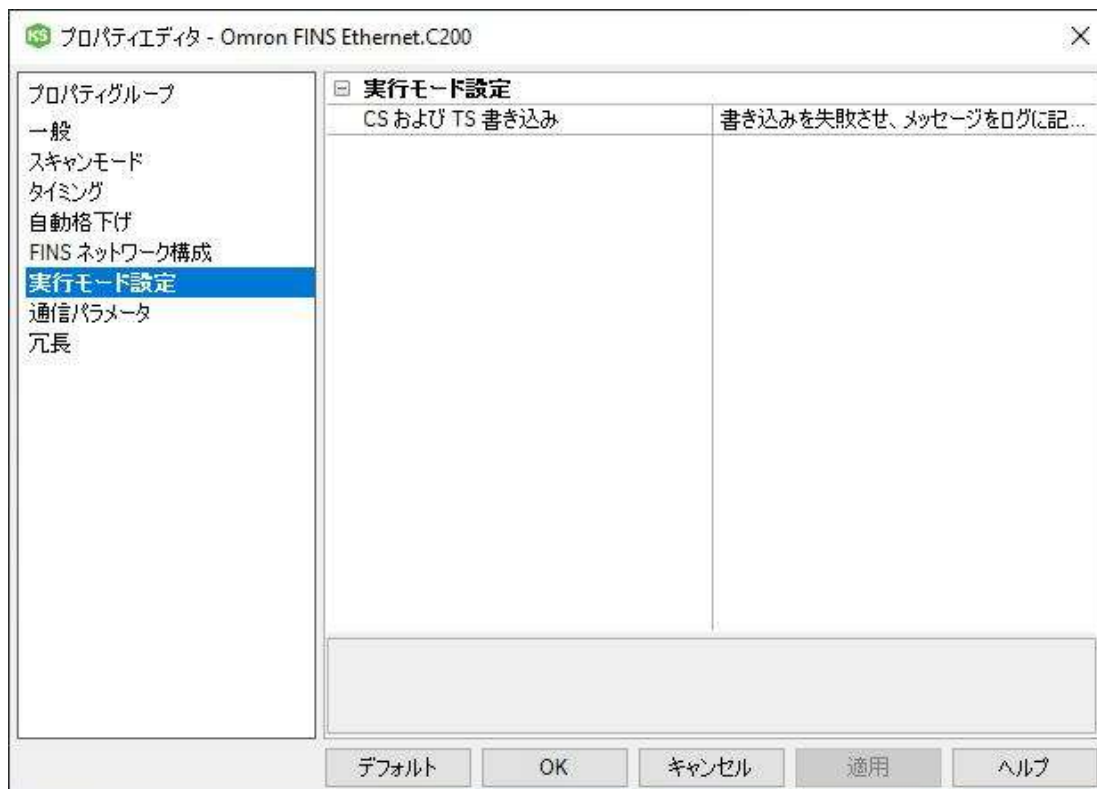 KS プロパティエディタ - Omron FINS Ethernet.C200
プロパティグループ
一般
スキャンモード
タイミング
自動格下げ
FINS ネットワーク構成
実行モード設定
通信パラメータ
冗長
実行モード設定
CS および TS 書き込み 書き込みを失敗させ、メッセージをログに記...
デフォルト OK キャンセル 適用 ヘルプ